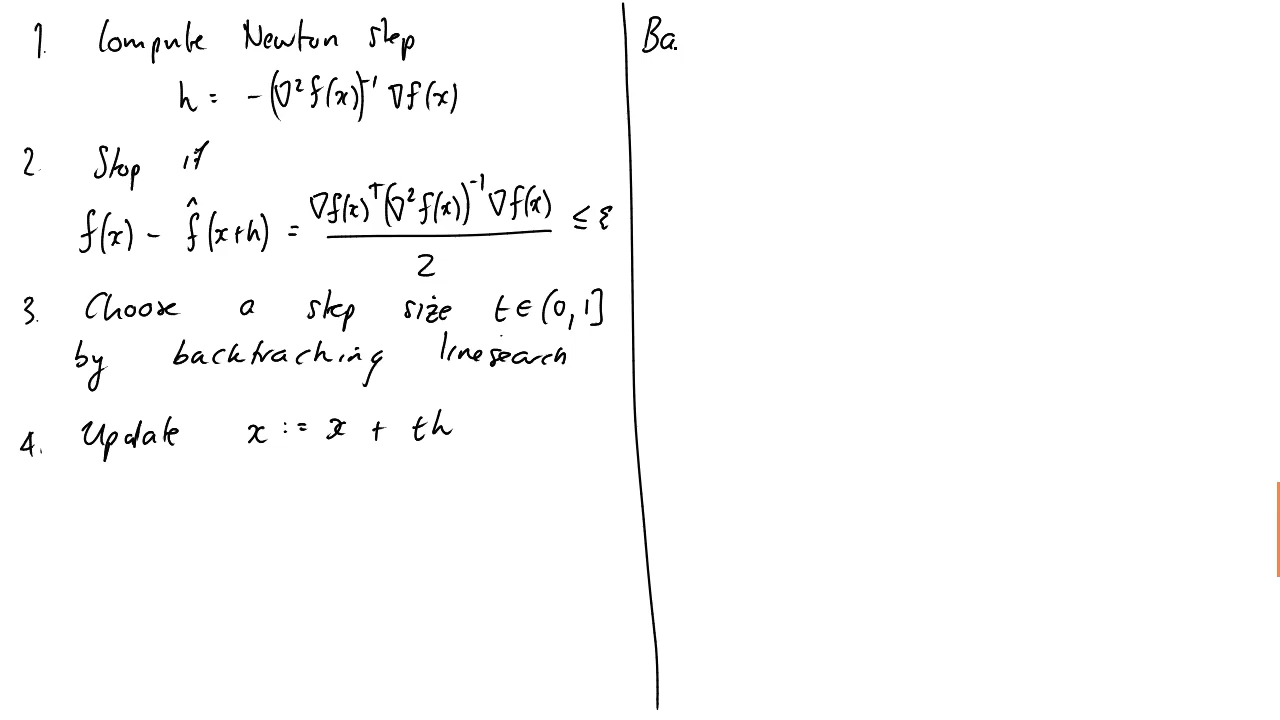 1. Compute Newton step
h = -(∇²f(x))⁻¹ ∇f(x)
2. Stop if
f(x) - f̂(x+h) = ∇f(x)ᵀ(∇²f(x))⁻¹∇f(x) / 2 ≤ ε
3. Choose a step size t ∈ (0, 1]
by backtraching linesearch
4. Update x := x + th
Ba.